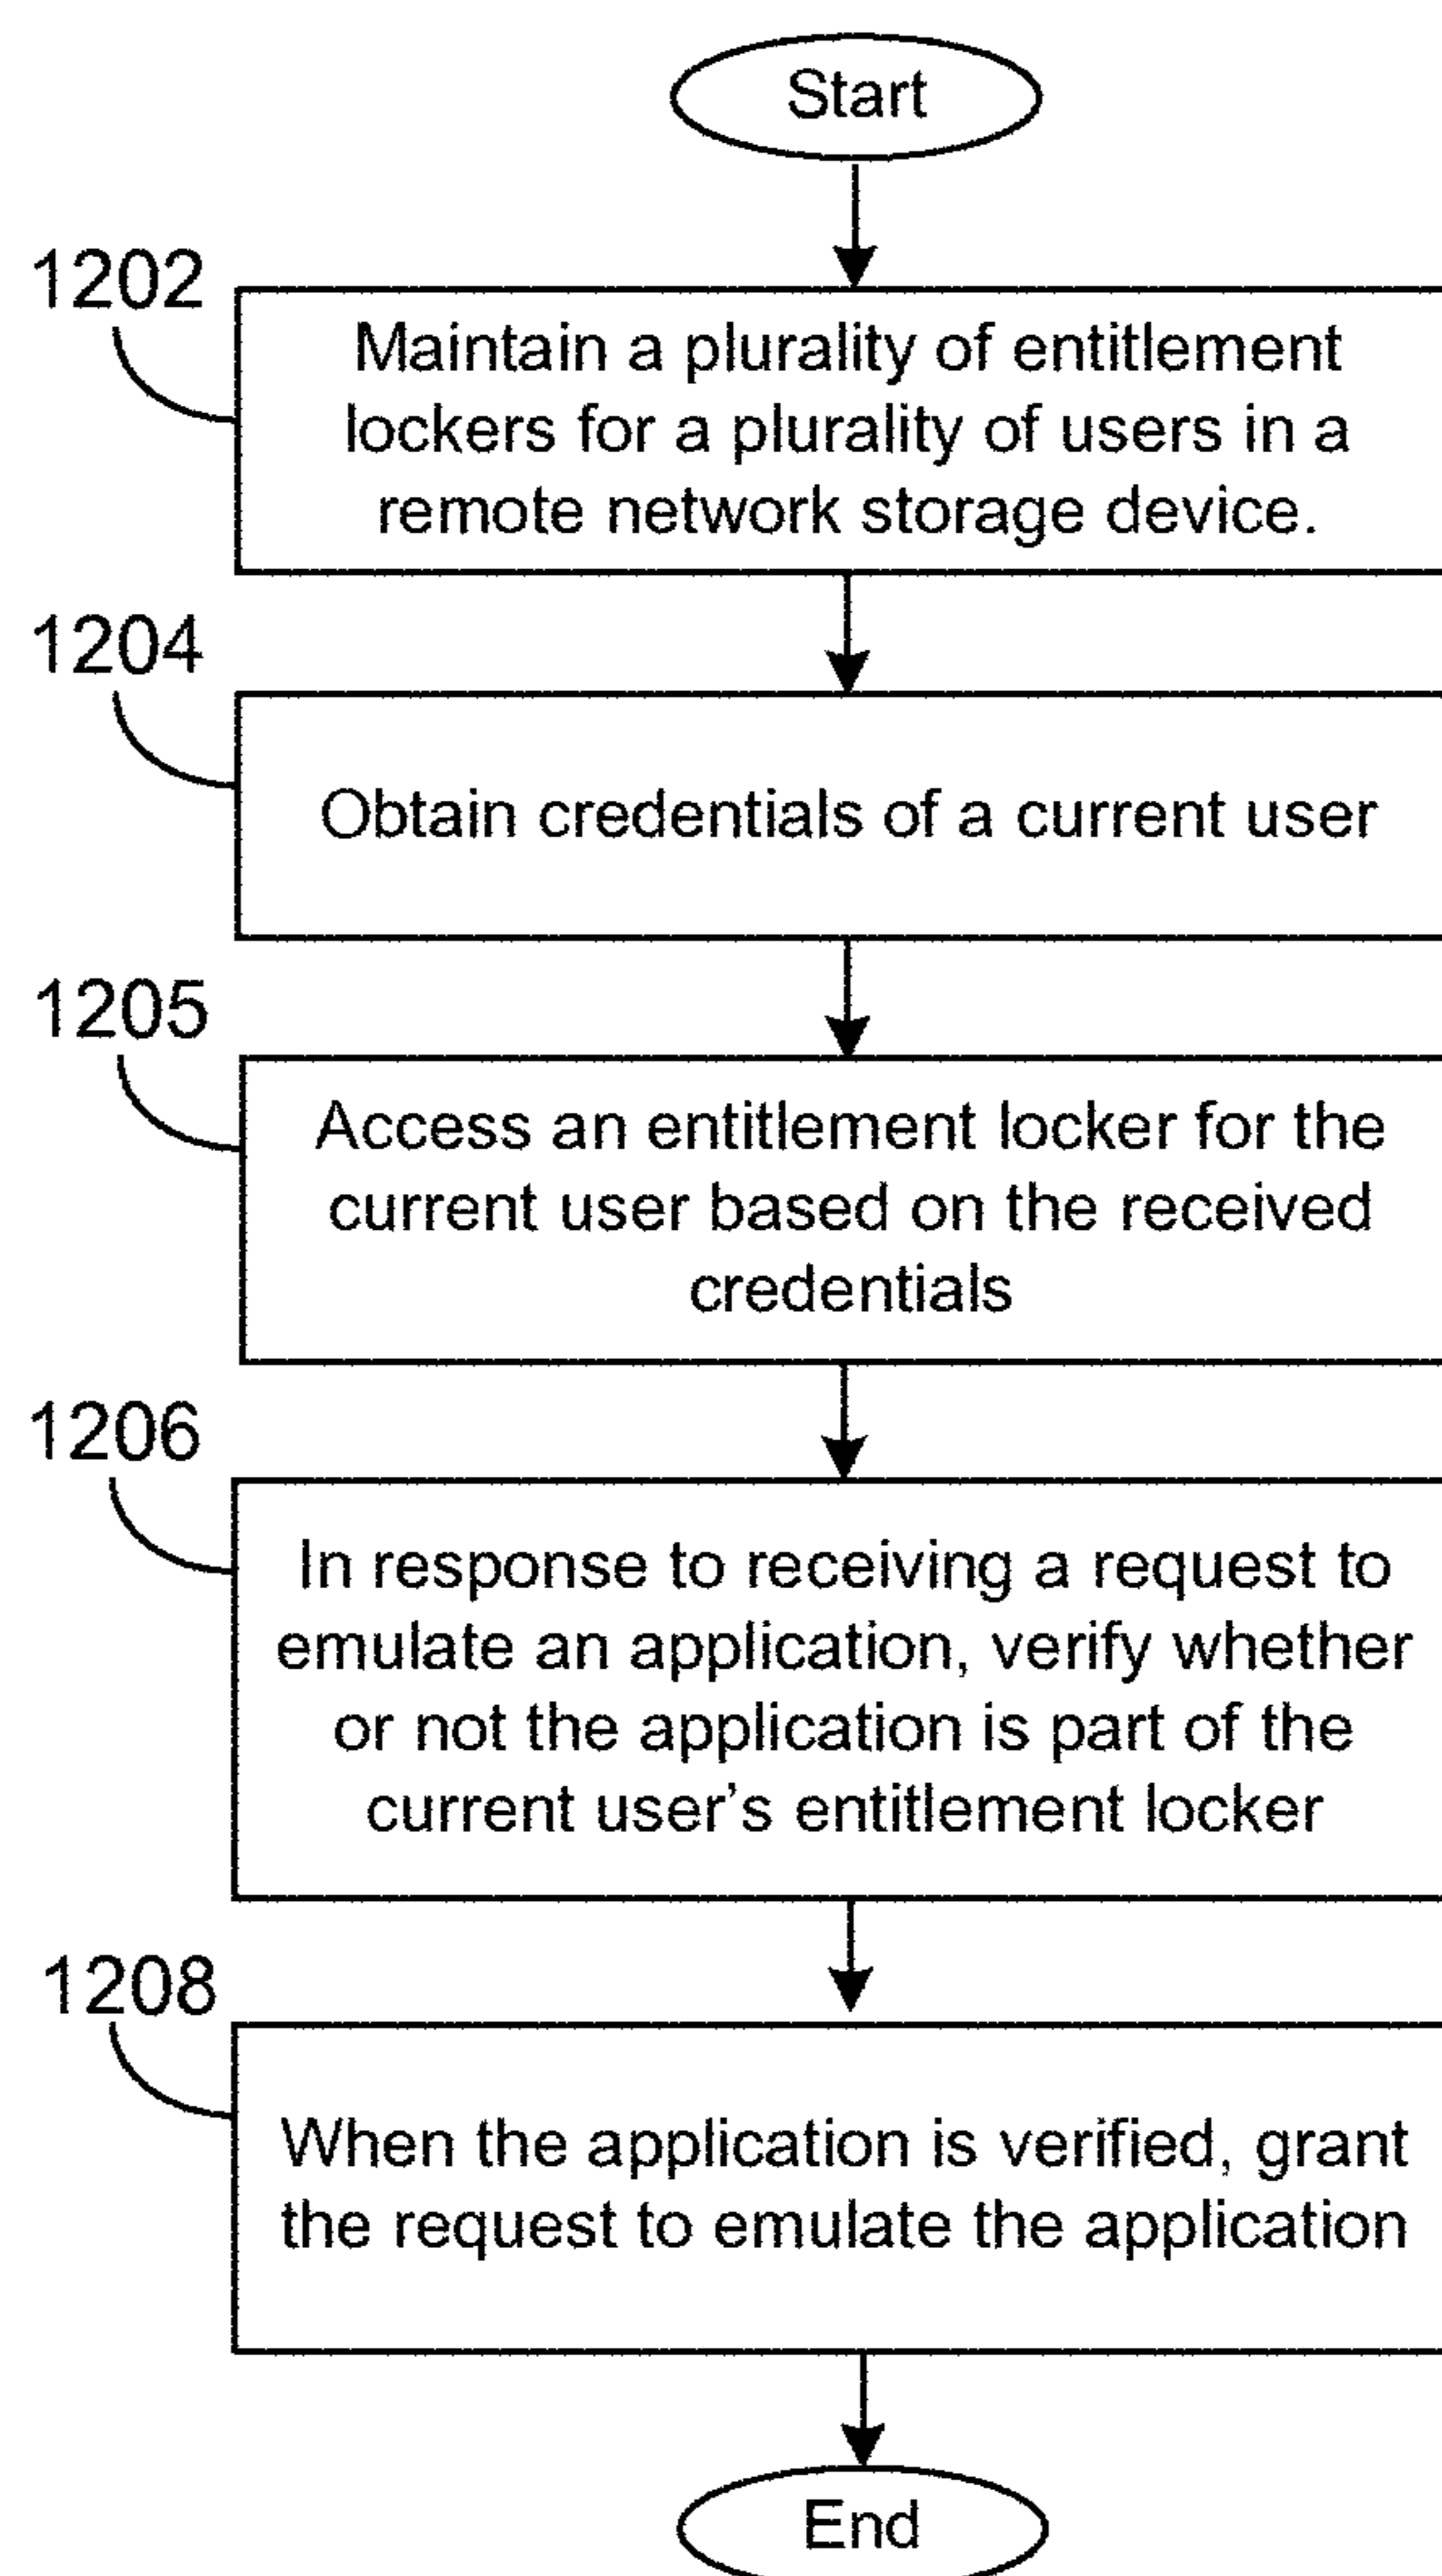 Start
1202
Maintain a plurality of entitlement
lockers for a plurality of users in a
remote network storage device.
1204
Obtain credentials of a current user
1205
Access an entitlement locker for the
current user based on the received
credentials
1206
In response to receiving a request to
emulate an application, verify whether
or not the application is part of the
current user's entitlement locker
1208
When the application is verified, grant
the request to emulate the application
End